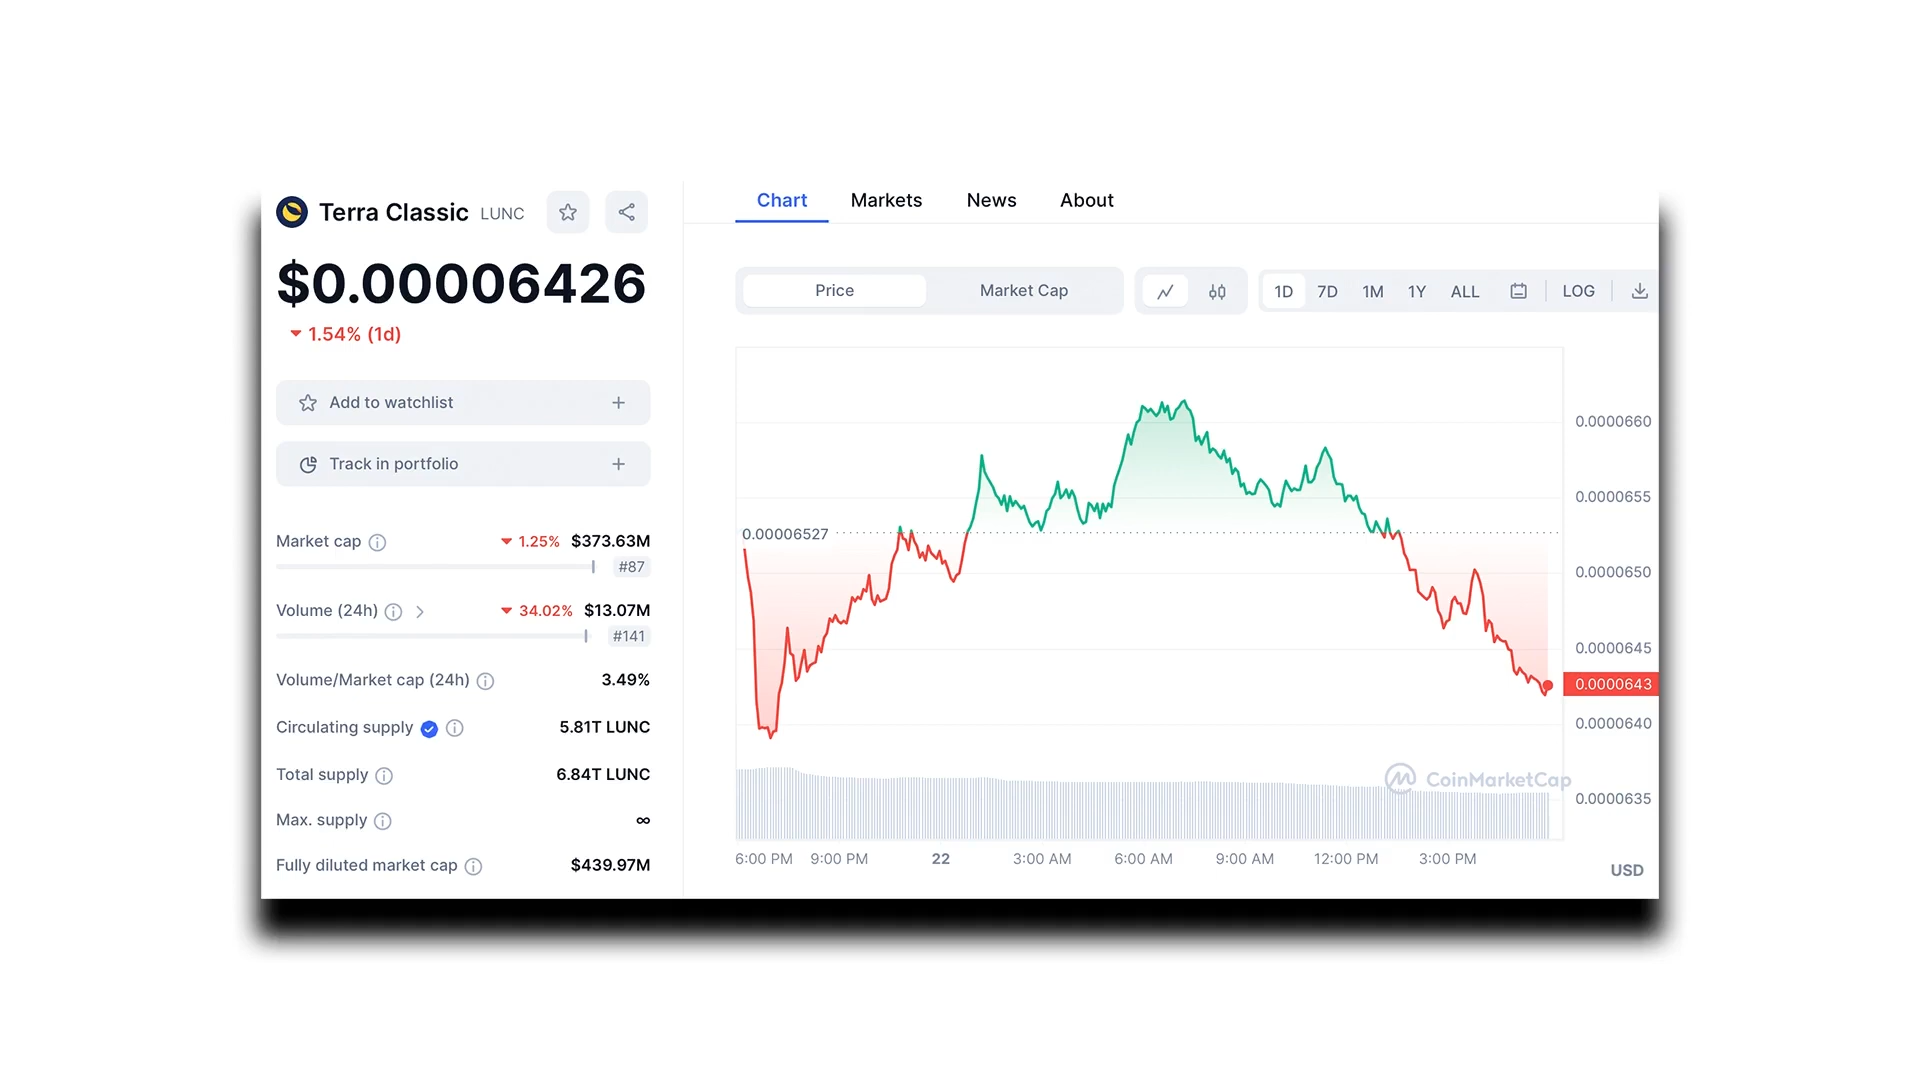 Terra Classic LUNC
$0.00006426
1.54% (1d)
Add to watchlist
Track in portfolio
Market cap 1.25% $373.63M
#87
Volume (24h) 34.02% $13.07M
#141
Volume/Market cap (24h) 3.49%
Circulating supply 5.81T LUNC
Total supply 6.84T LUNC
Max. supply ∞
Fully diluted market cap $439.97M
Chart Markets News About
Price Market Cap 1D 7D 1M 1Y ALL LOG
0.00006527
0.0000660
0.0000655
0.0000650
0.0000645
0.0000643
0.0000640
0.0000635
CoinMarketCap
6:00 PM 9:00 PM 22 3:00 AM 6:00 AM 9:00 AM 12:00 PM 3:00 PM
USD